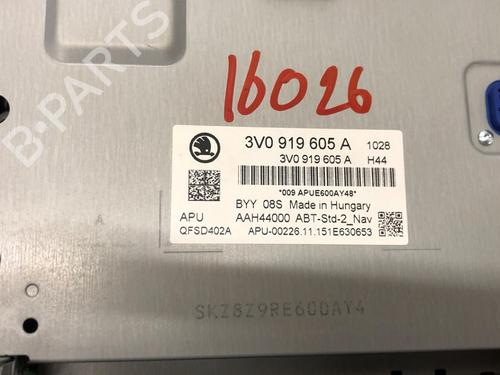 B-PARTS
16026
3V0 919 605 A 1028
3V0 919 605 A H44
*009 APUE600AY48*
BYY 08S Made in Hungary
APU AAH44000 ABT-Std-2_Nav
QFSD402A APU-00226.11.151E630653
SKZ8Z9RE600AY4